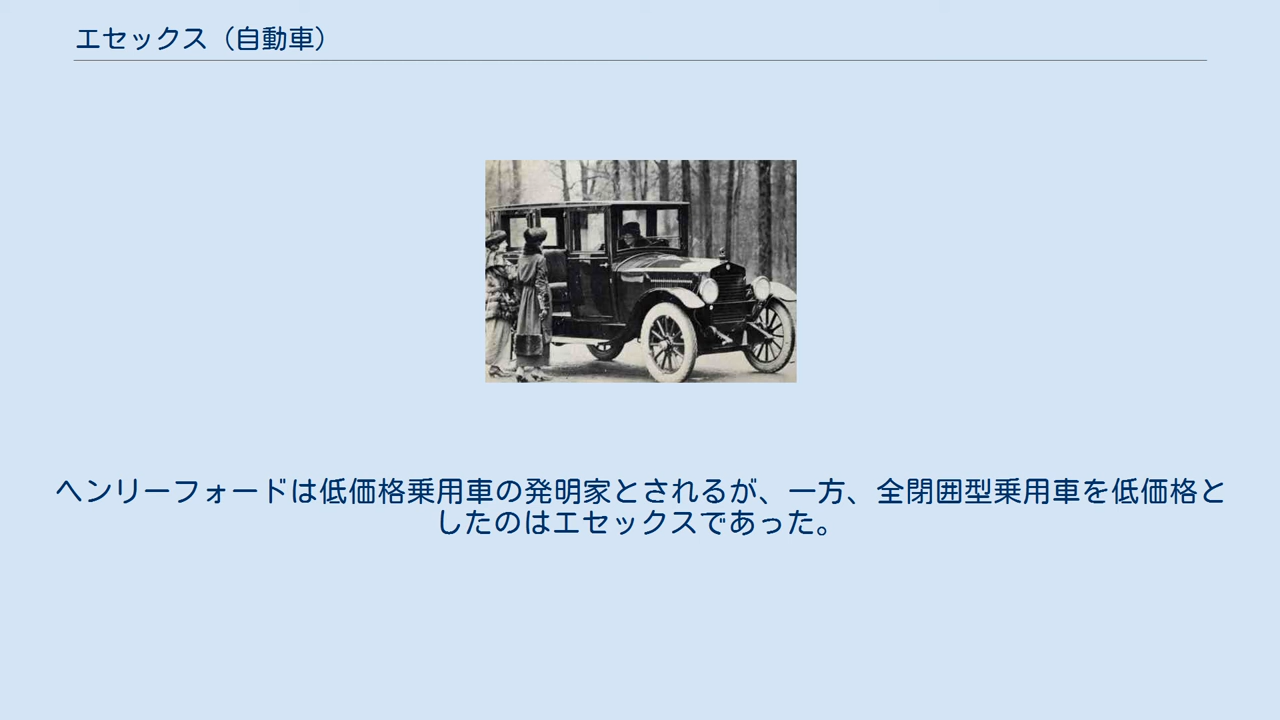 エセックス（自動車）
ヘンリーフォードは低価格乗用車の発明家とされるが、一方、全閉囲型乗用車を低価格と
したのはエセックスであった。